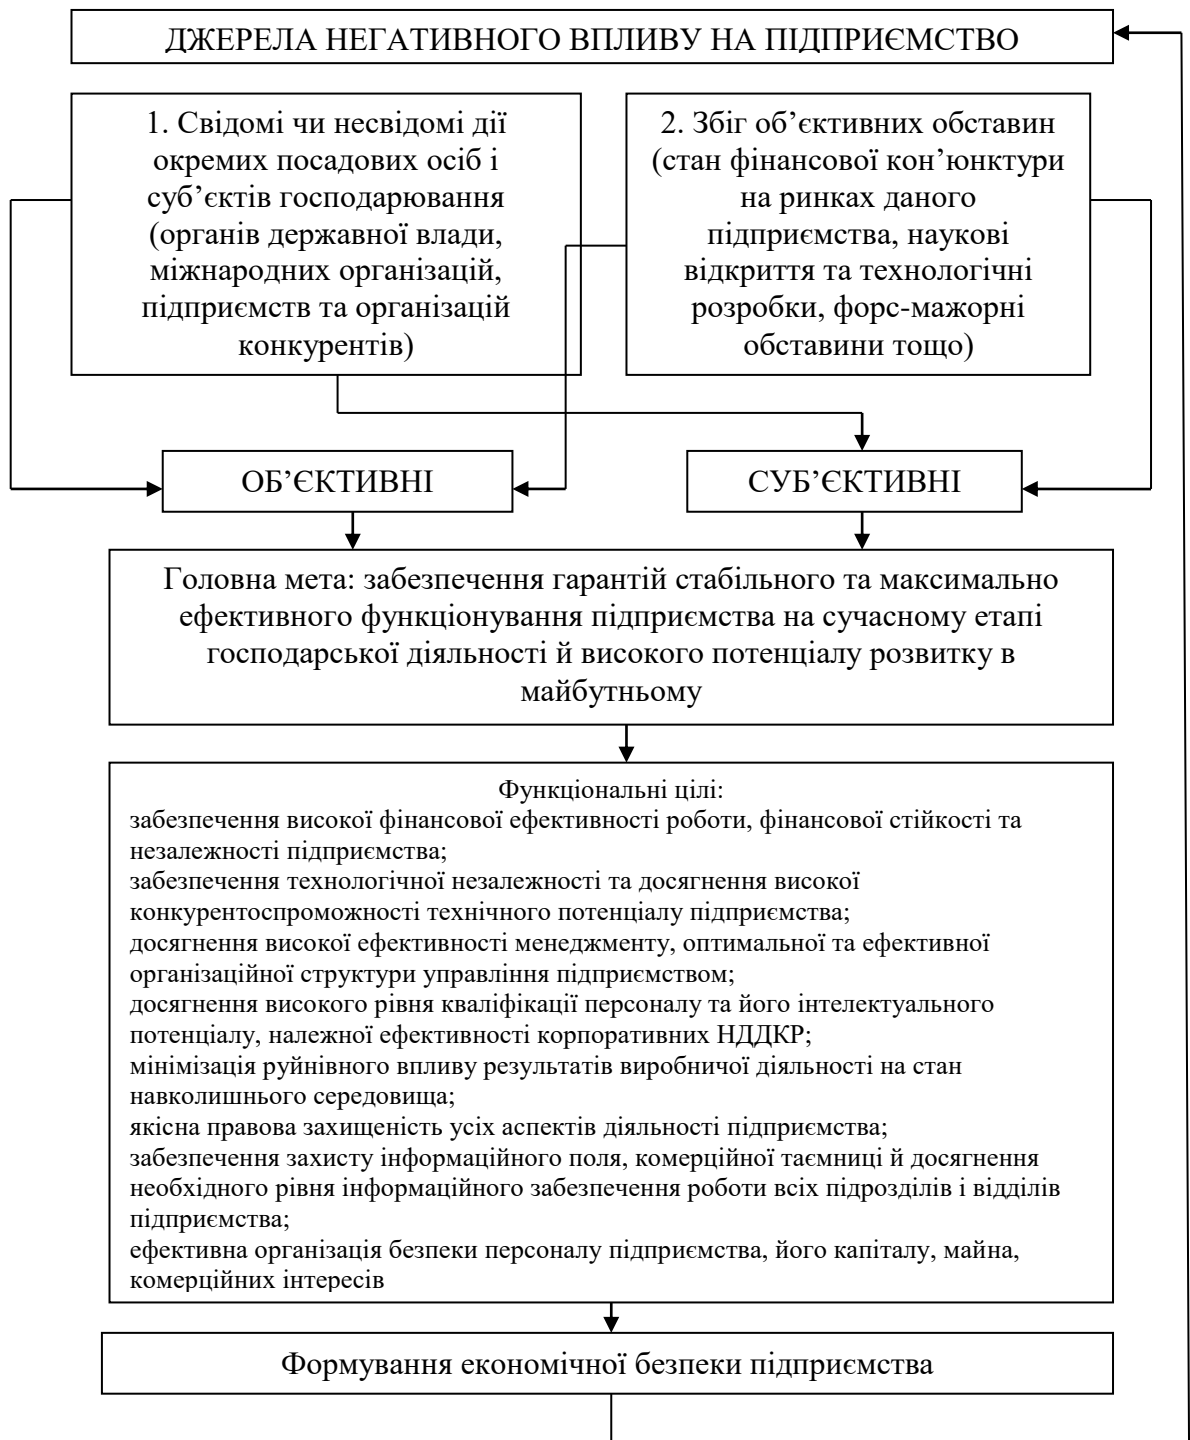 ДЖЕРЕЛА НЕГАТИВНОГО ВПЛИВУ НА ПІДПРИЄМСТВО
1. Свідомі чи несвідомі дії
окремих посадових осіб і
суб’єктів господарювання
(органів державної влади,
міжнародних організацій,
підприємств та організацій
конкурентів)
2. Збіг об’єктивних обставин
(стан фінансової кон’юнктури
на ринках даного
підприємства, наукові
відкриття та технологічні
розробки, форс-мажорні
обставини тощо)
ОБ’ЄКТИВНІ
СУБ’ЄКТИВНІ
Головна мета: забезпечення гарантій стабільного та максимально
ефективного функціонування підприємства на сучасному етапі
господарської діяльності й високого потенціалу розвитку в
майбутньому
Функціональні цілі:
забезпечення високої фінансової ефективності роботи, фінансової стійкості та
незалежності підприємства;
забезпечення технологічної незалежності та досягнення високої
конкурентоспроможності технічного потенціалу підприємства;
досягнення високої ефективності менеджменту, оптимальної та ефективної
організаційної структури управління підприємством;
досягнення високого рівня кваліфікації персоналу та його інтелектуального
потенціалу, належної ефективності корпоративних НДДКР;
мінімізація руйнівного впливу результатів виробничої діяльності на стан
навколишнього середовища;
якісна правова захищеність усіх аспектів діяльності підприємства;
забезпечення захисту інформаційного поля, комерційної таємниці й досягнення
необхідного рівня інформаційного забезпечення роботи всіх підрозділів і відділів
підприємства;
ефективна організація безпеки персоналу підприємства, його капіталу, майна,
комерційних інтересів
Формування економічної безпеки підприємства